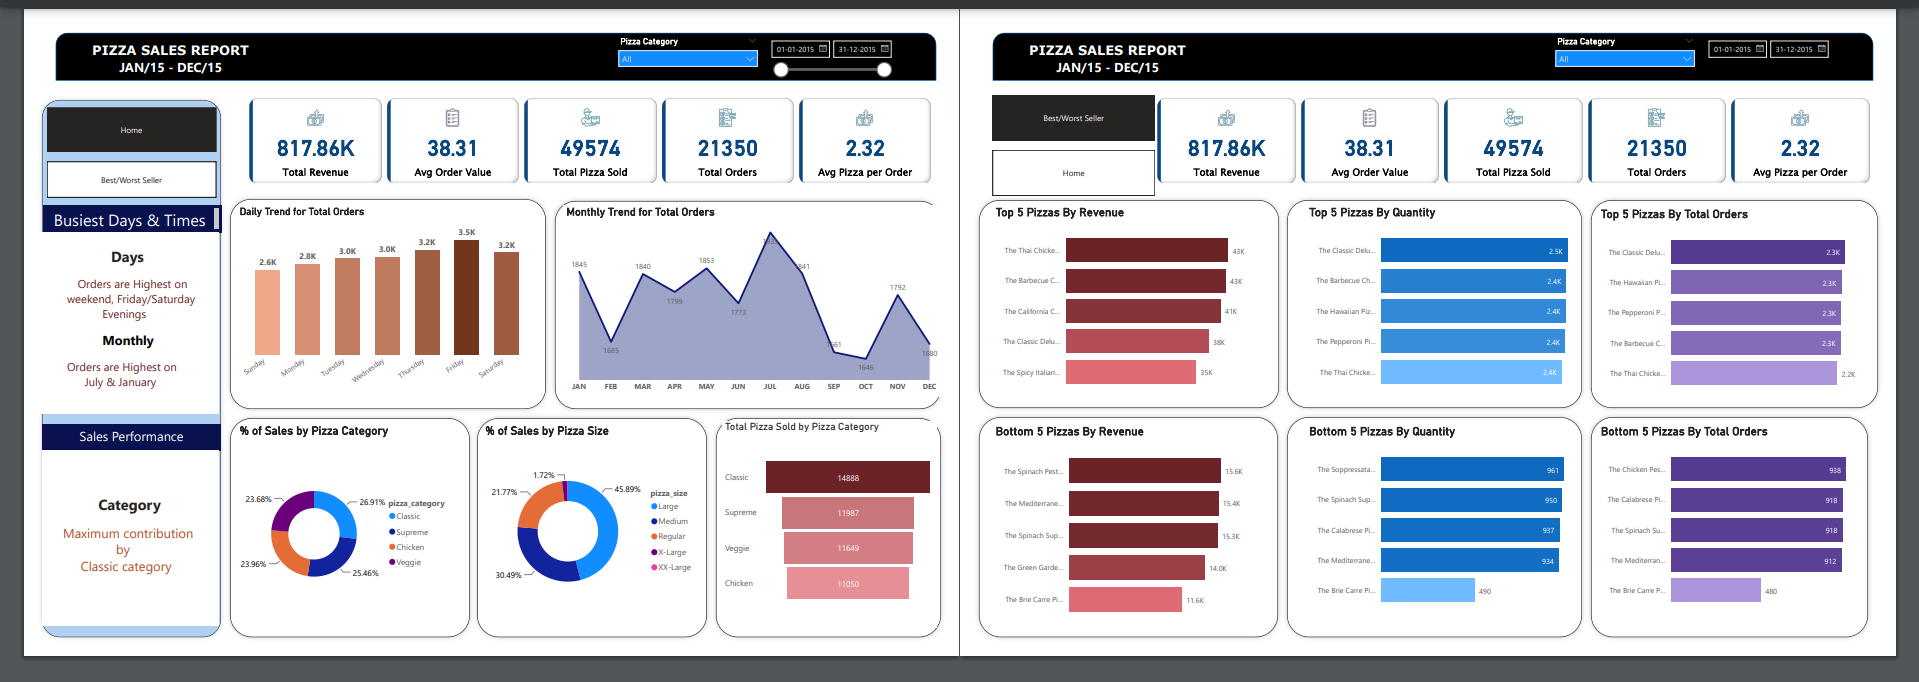 PIZZA SALES REPORT
JAN/15 - DEC/15
Pizza Category
All
01-01-2015
31-12-2015
Home
Best/Worst Seller
817.86K
Total Revenue
38.31
Avg Order Value
49574
Total Pizza Sold
21350
Total Orders
2.32
Avg Pizza per Order
Busiest Days & Times
Days
Orders are Highest on
weekend, Friday/Saturday
Evenings
Monthly
Orders are Highest on
July & January
Sales Performance
Category
Maximum contribution
by
Classic category
Daily Trend for Total Orders
2.6K
2.8K
3.0K
3.0K
3.2K
3.5K
3.2K
Sunday
Monday
Tuesday
Wednesday
Thursday
Friday
Saturday
Monthly Trend for Total Orders
1845
1685
1840
1799
1853
1773
1841
1661
1646
1792
1680
JAN
FEB
MAR
APR
MAY
JUN
JUL
AUG
SEP
OCT
NOV
DEC
% of Sales by Pizza Category
26.91%
25.46%
23.96%
23.68%
pizza_category
Classic
Supreme
Chicken
Veggie
% of Sales by Pizza Size
1.72%
45.89%
21.77%
30.49%
pizza_size
Large
Medium
Regular
X-Large
XX-Large
Total Pizza Sold by Pizza Category
Classic
14888
Supreme
11987
Veggie
11649
Chicken
11050
PIZZA SALES REPORT
JAN/15 - DEC/15
Pizza Category
All
01-01-2015
31-12-2015
Best/Worst Seller
Home
817.86K
Total Revenue
38.31
Avg Order Value
49574
Total Pizza Sold
21350
Total Orders
2.32
Avg Pizza per Order
Top 5 Pizzas By Revenue
The Thai Chicke... 43K
The Barbecue C... 43K
The California C... 41K
The Classic Delu... 38K
The Spicy Italian... 35K
Top 5 Pizzas By Quantity
The Classic Delu... 2.5K
The Barbecue Ch... 2.4K
The Hawaiian Piz... 2.4K
The Pepperoni Pi... 2.4K
The Thai Chicke... 2.4K
Top 5 Pizzas By Total Orders
The Classic Delu... 2.3K
The Hawaiian Pi... 2.3K
The Pepperoni P... 2.3K
The Barbecue C... 2.3K
The Thai Chicke... 2.2K
Bottom 5 Pizzas By Revenue
The Spinach Pest... 15.6K
The Mediterrane... 15.4K
The Spinach Sup... 15.3K
The Green Garde... 14.0K
The Brie Carre Pi... 11.6K
Bottom 5 Pizzas By Quantity
The Soppressata... 961
The Spinach Sup... 950
The Calabrese Pi... 937
The Mediterrane... 934
The Brie Carre Pi... 490
Bottom 5 Pizzas By Total Orders
The Chicken Pes... 938
The Calabrese Pi... 918
The Spinach Su... 918
The Mediterran... 912
The Brie Carre P... 480